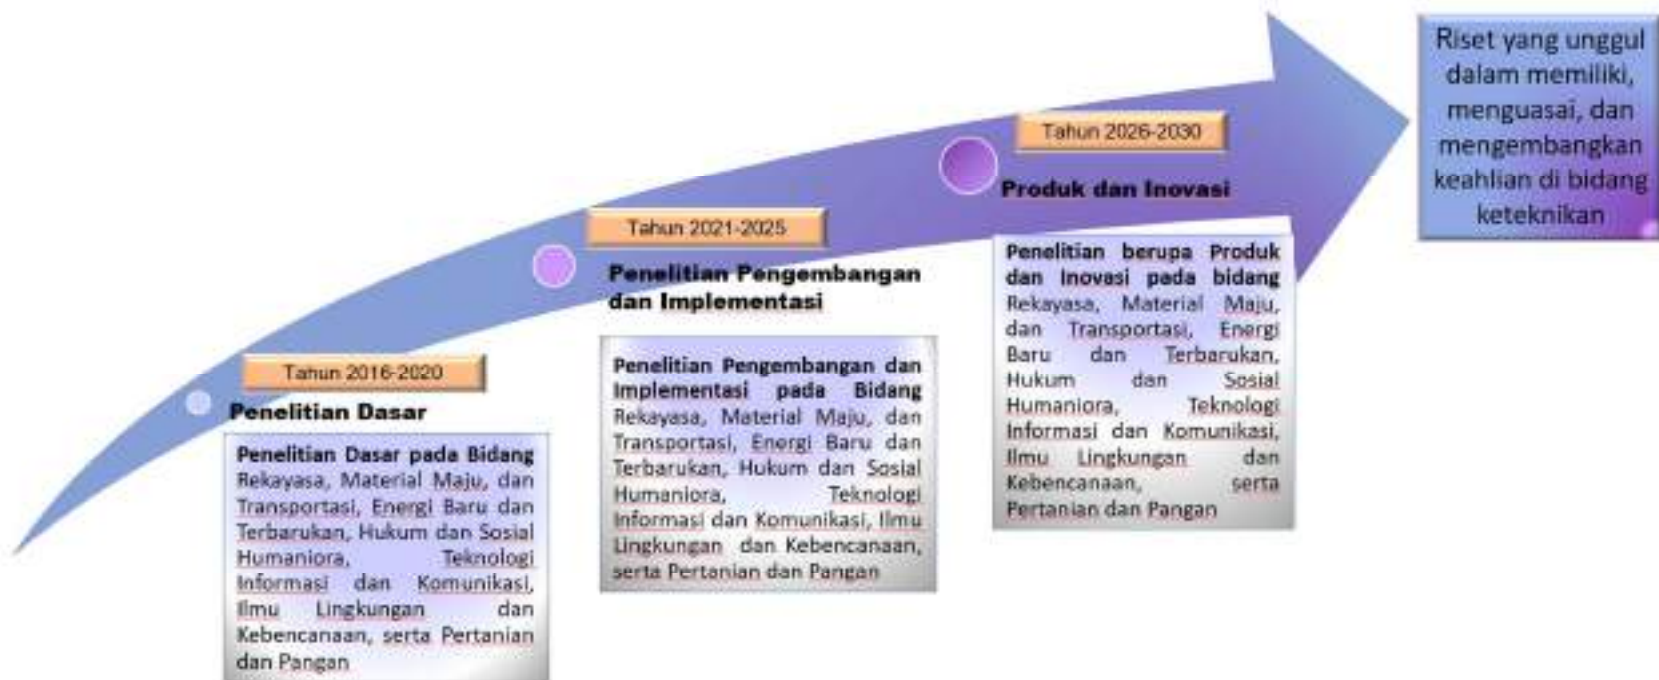 Tahun 2016-2020
Penelitian Dasar
Penelitian Dasar pada Bidang
Rekayasa, Material Maju, dan
Transportasi, Energi Baru dan
Terbarukan, Hukum dan Sosial
Humaniora, Teknologi
Informasi dan Komunikasi,
Ilmu Lingkungan dan
Kebencanaan, serta Pertanian
dan Pangan
Tahun 2021-2025
Penelitian Pengembangan
dan Implementasi
Penelitian Pengembangan dan
Implementasi pada Bidang
Rekayasa, Material Maju, dan
Transportasi, Energi Baru dan
Terbarukan, Hukum dan Sosial
Humaniora, Teknologi
Informasi dan Komunikasi, Ilmu
Lingkungan dan Kebencanaan,
serta Pertanian dan Pangan
Tahun 2026-2030
Produk dan Inovasi
Penelitian berupa Produk
dan Inovasi pada bidang
Rekayasa, Material Maju,
dan Transportasi, Energi
Baru dan Terbarukan,
Hukum dan Sosial
Humaniora, Teknologi
Informasi dan Komunikasi,
Ilmu Lingkungan dan
Kebencanaan, serta
Pertanian dan Pangan
Riset yang unggul
dalam memiliki,
menguasai, dan
mengembangkan
keahlian di bidang
keteknikan